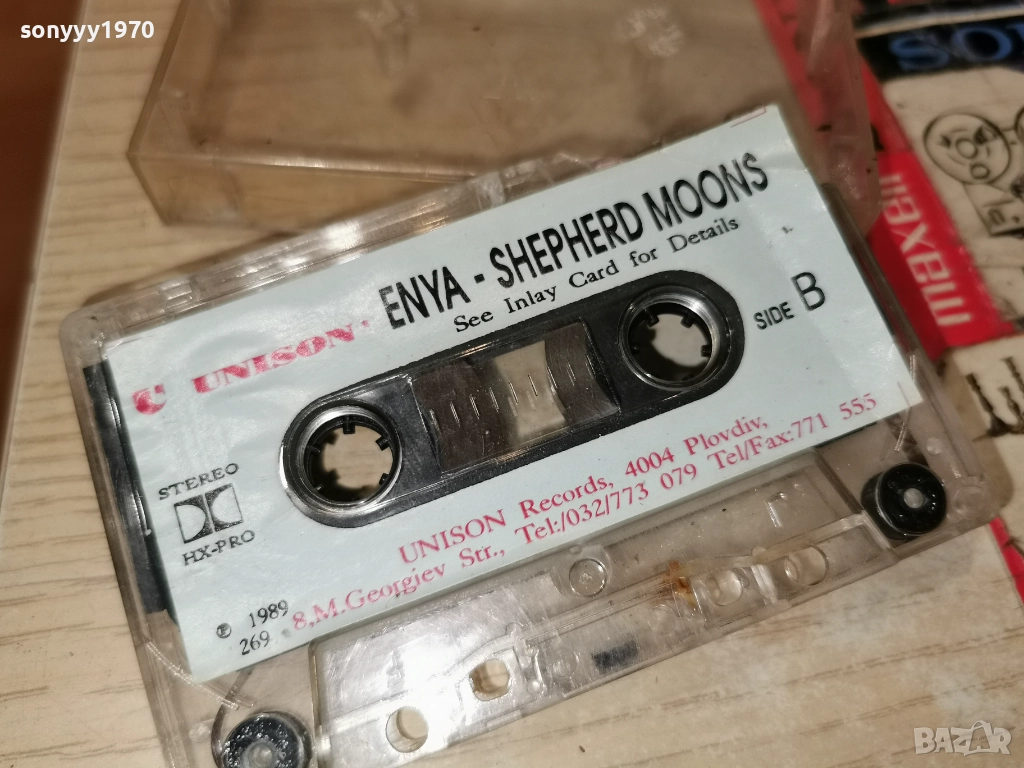 sonyyy1970
maxell
ENYA - SHEPHERD MOONS
See Inlay Card for Details
UNISON
SIDE B
STEREO
HX-PRO
UNISON Records, 4004 Plovdiv,
8,M.Georgiev Str., Tel:/032/773 079 Tel/Fax:771 555
℗ 1989
269
BAZAR